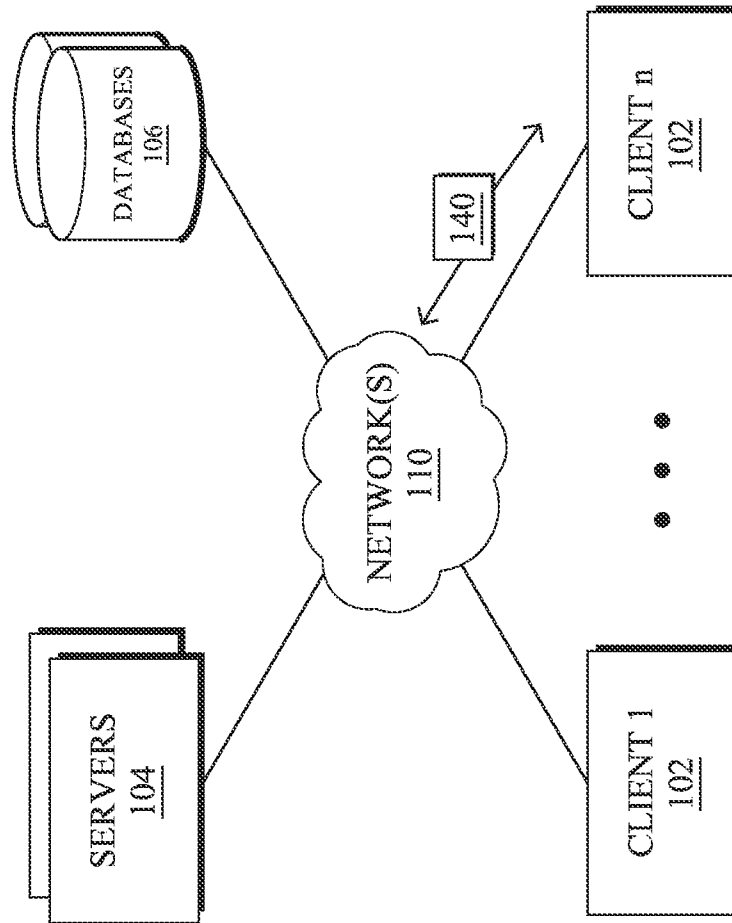 SERVERS
104
DATABASES
106
NETWORK(S)
110
140
CLIENT 1
102
CLIENT n
102